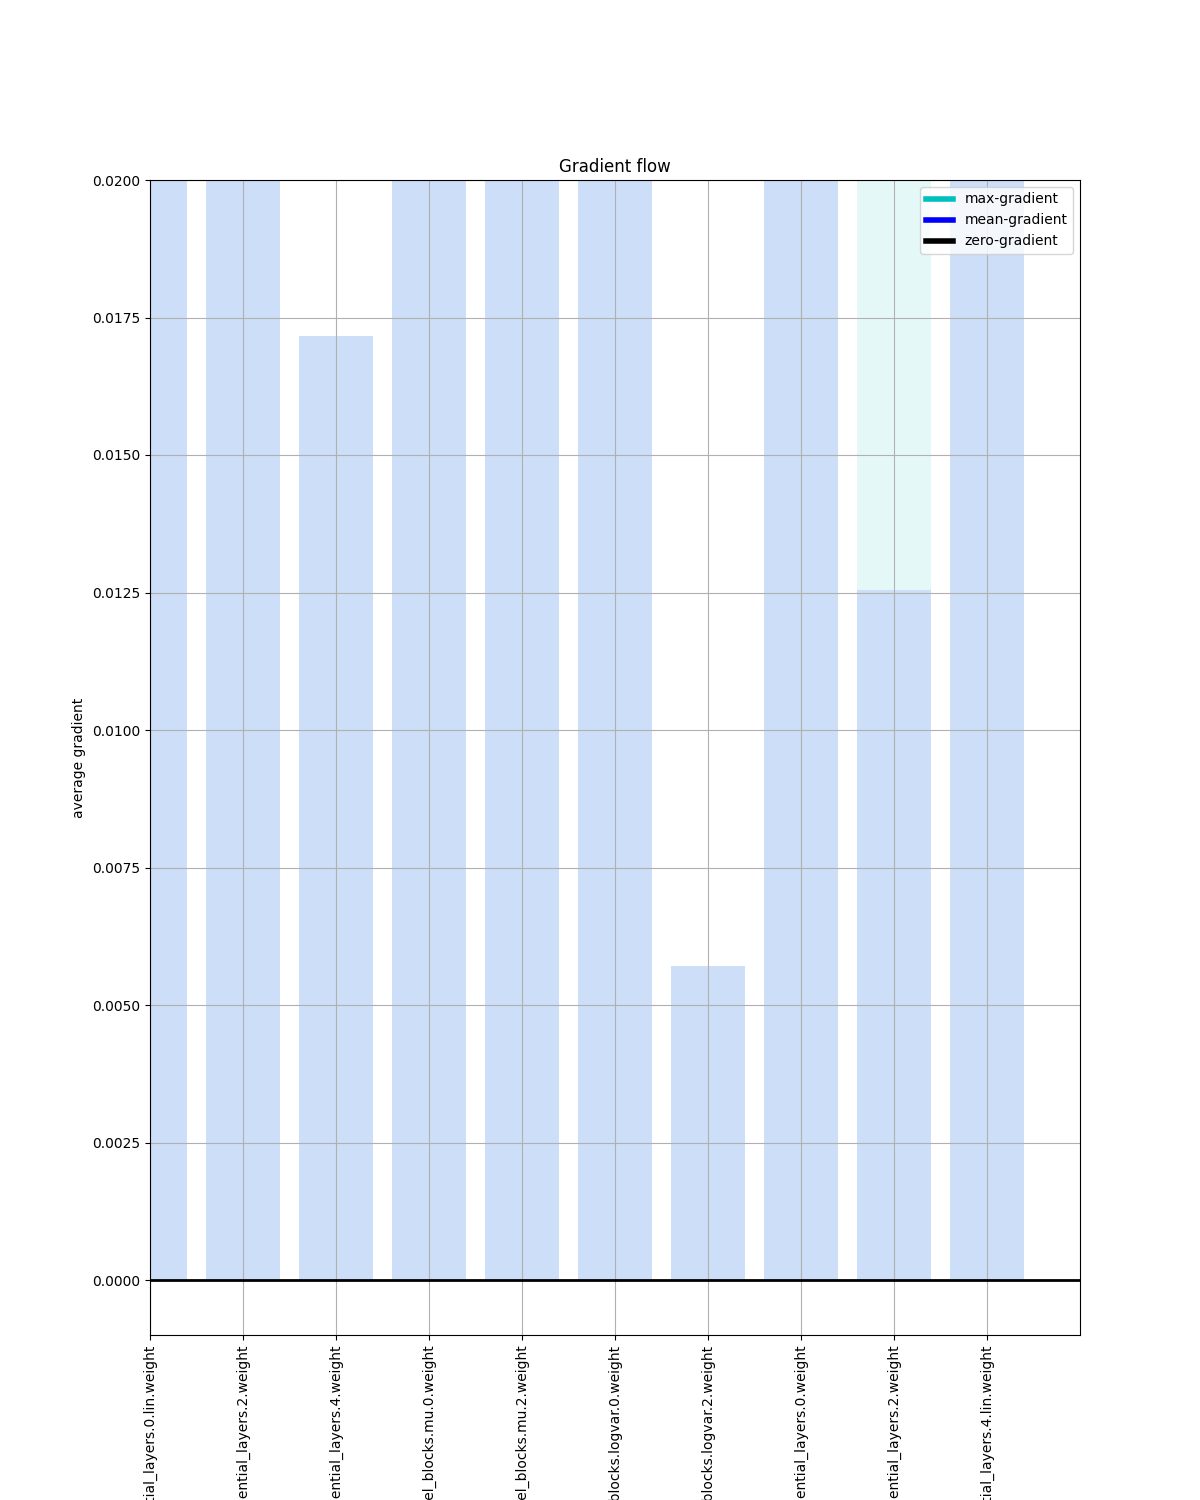 Gradient flow
max-gradient
mean-gradient
zero-gradient
0.0200
0.0175
0.0150
0.0125
0.0100
0.0075
0.0050
0.0025
0.0000
average gradient
tial_layers.0.lin.weight
ential_layers.2.weight
ential_layers.4.weight
el_blocks.mu.0.weight
el_blocks.mu.2.weight
blocks.logvar.0.weight
blocks.logvar.2.weight
ential_layers.0.weight
ential_layers.2.weight
tial_layers.4.lin.weight